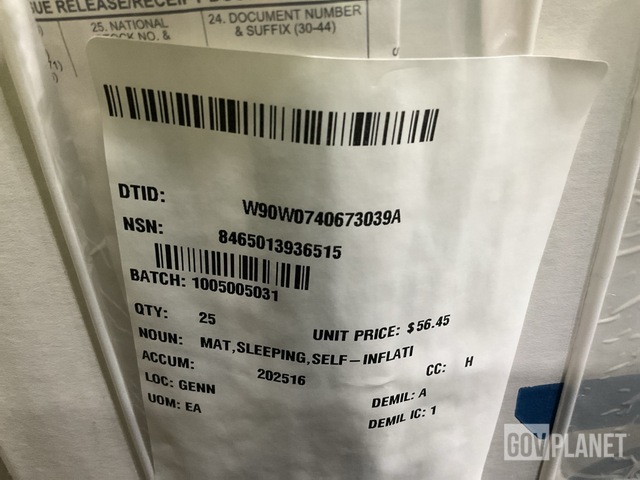 UE RELEASE/RECEIPT DO
25. NATIONAL
STOCK NO. &
24. DOCUMENT NUMBER
& SUFFIX (30-44)
DTID: W90W0740673039A
NSN: 8465013936515
BATCH: 1005005031
QTY: 25 UNIT PRICE: $56.45
NOUN: MAT,SLEEPING,SELF-INFLATI
ACCUM: 202516 CC: H
LOC: GENN DEMIL: A
UOM: EA DEMIL IC: 1
GOVPLANET